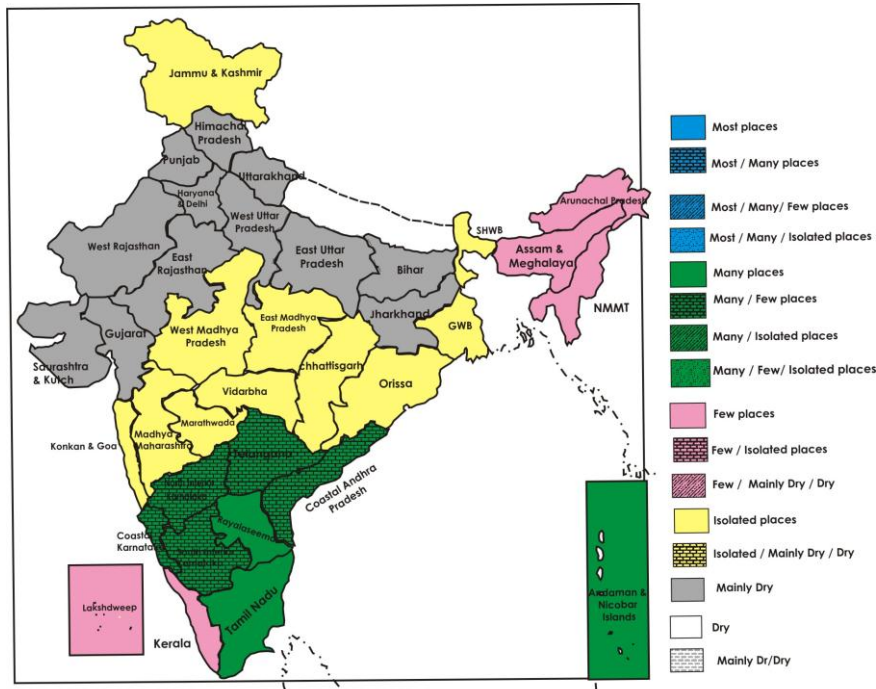 Jammu & Kashmir
Himachal
Pradesh
Punjab
Uttarakhand
Haryana
& Delhi
West Uttar
Pradesh
Arunachal Pradesh
SHWB
West Rajasthan
East
Rajasthan
East Uttar
Pradesh
Bihar
Assam &
Meghalaya
NMMT
Gujarat
West Madhya
Pradesh
East Madhya
Pradesh
Jharkhand
GWB
Saurashtra
& Kutch
chhattisgarh
Orissa
Vidarbha
Konkan & Goa
Madhya
Maharashtra
Marathwada
Telangana
Coastal Andhra
Pradesh
Rayalaseema
Coastal
Karnataka
Lakshdweep
Kerala
Tamil Nadu
Andaman &
Nicobar
Islands
Most places
Most / Many places
Most / Many/ Few places
Most / Many / Isolated places
Many places
Many / Few places
Many / Isolated places
Many / Few/ Isolated places
Few places
Few / Isolated places
Few / Mainly Dry / Dry
Isolated places
Isolated / Mainly Dry / Dry
Mainly Dry
Dry
Mainly Dr/Dry